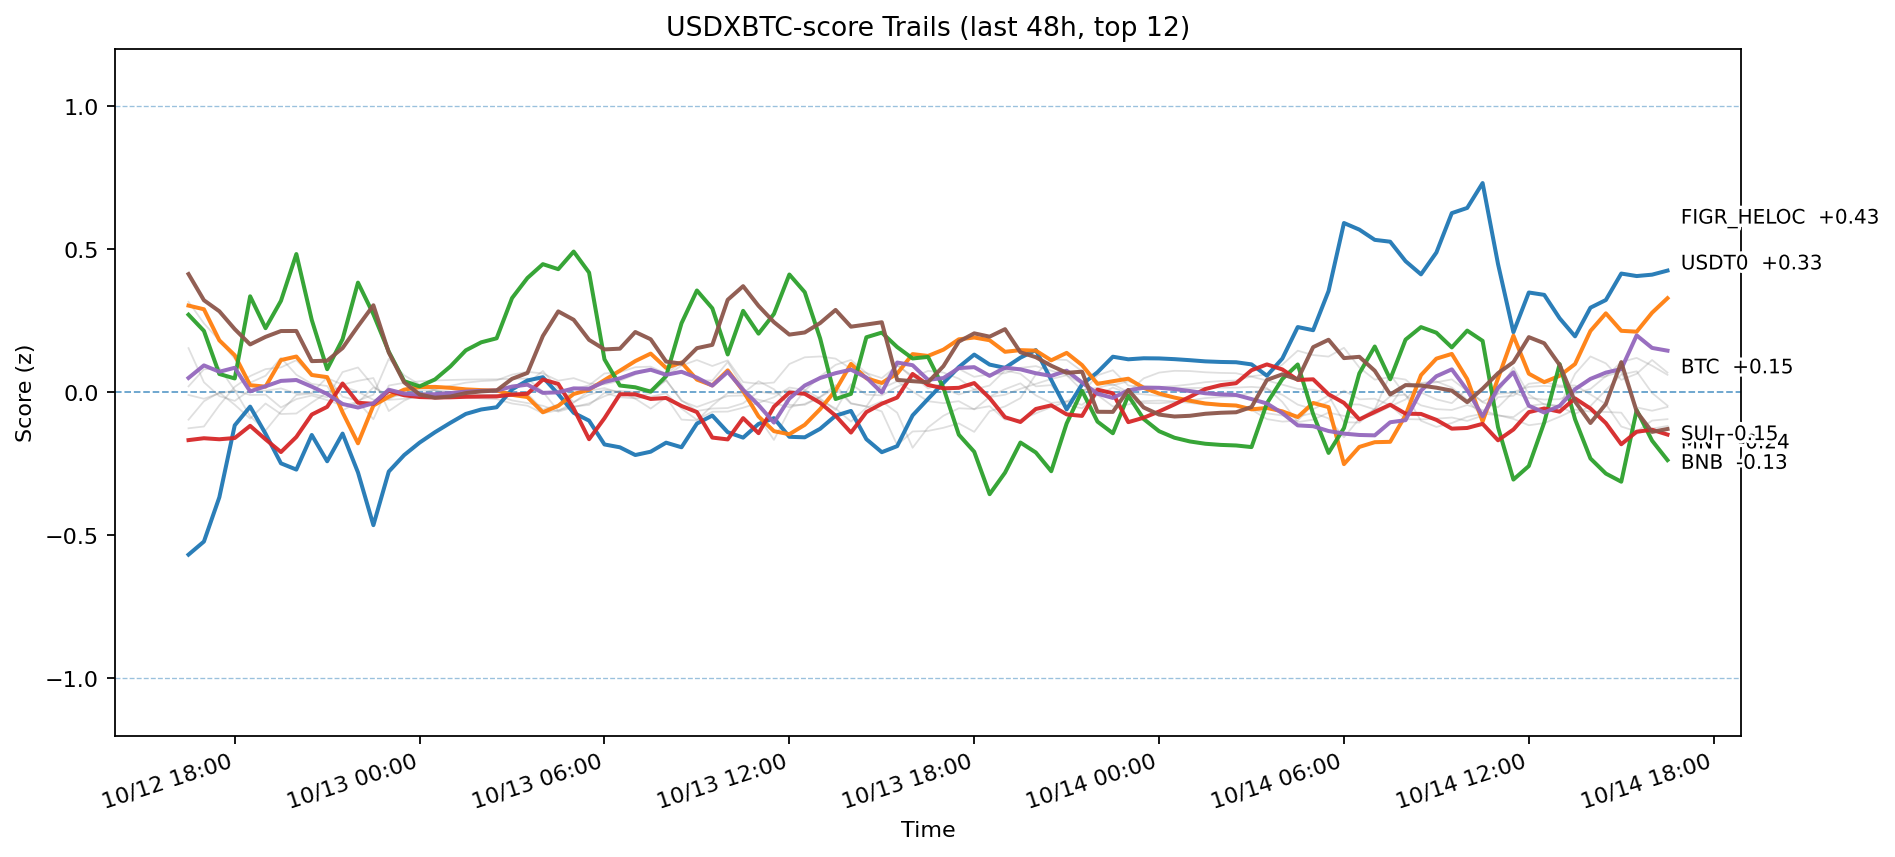 USDXBTC-score Trails (last 48h, top 12)
Score (z)
1.0
0.5
0.0
−0.5
−1.0
FIGR_HELOC +0.43
USDT0 +0.33
BTC +0.15
SUI -0.15
MNT -0.24
BNB -0.13
10/12 18:00
10/13 00:00
10/13 06:00
10/13 12:00
10/13 18:00
10/14 00:00
10/14 06:00
10/14 12:00
10/14 18:00
Time